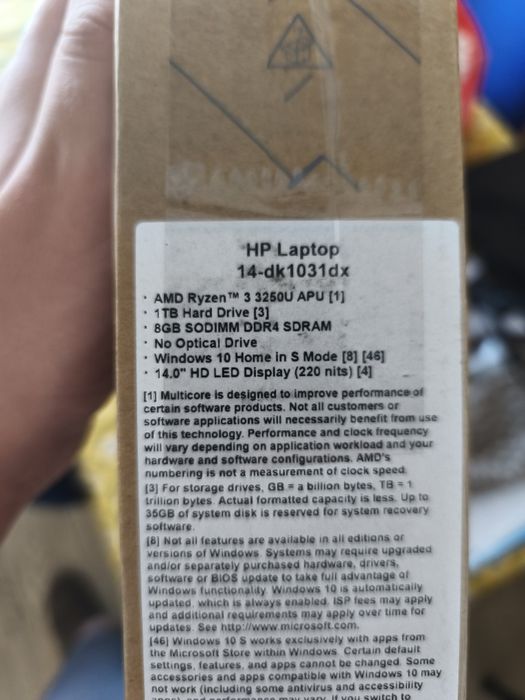 HP Laptop
14-dk1031dx
· AMD Ryzen™ 3 3250U APU [1]
· 1TB Hard Drive [3]
· 8GB SODIMM DDR4 SDRAM
· No Optical Drive
· Windows 10 Home in S Mode [8] [46]
· 14.0" HD LED Display (220 nits) [4]
[1] Multicore is designed to improve performance of
certain software products. Not all customers or
software applications will necessarily benefit from use
of this technology. Performance and clock frequency
will vary depending on application workload and your
hardware and software configurations. AMD's
numbering is not a measurement of clock speed.
[3] For storage drives, GB = a billion bytes, TB = 1
trillion bytes. Actual formatted capacity is less. Up to
35GB of system disk is reserved for system recovery
software.
[8] Not all features are available in all editions or
versions of Windows. Systems may require upgraded
and/or separately purchased hardware, drivers,
software or BIOS update to take full advantage of
Windows functionality. Windows 10 is automatically
updated, which is always enabled. ISP fees may apply
and additional requirements may apply over time for
updates. See http://www.microsoft.com.
[46] Windows 10 S works exclusively with apps from
the Microsoft Store within Windows. Certain default
settings, features, and apps cannot be changed. Some
accessories and apps compatible with Windows 10 may
not work (including some antivirus and accessibility
apps) and performance may vary. If you switch to